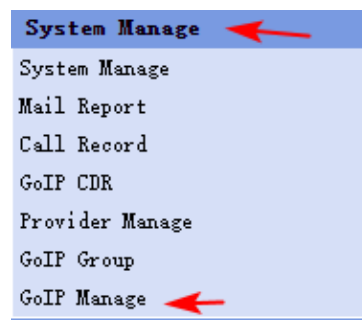 System Manage
System Manage
Mail Report
Call Record
GoIP CDR
Provider Manage
GoIP Group
GoIP Manage